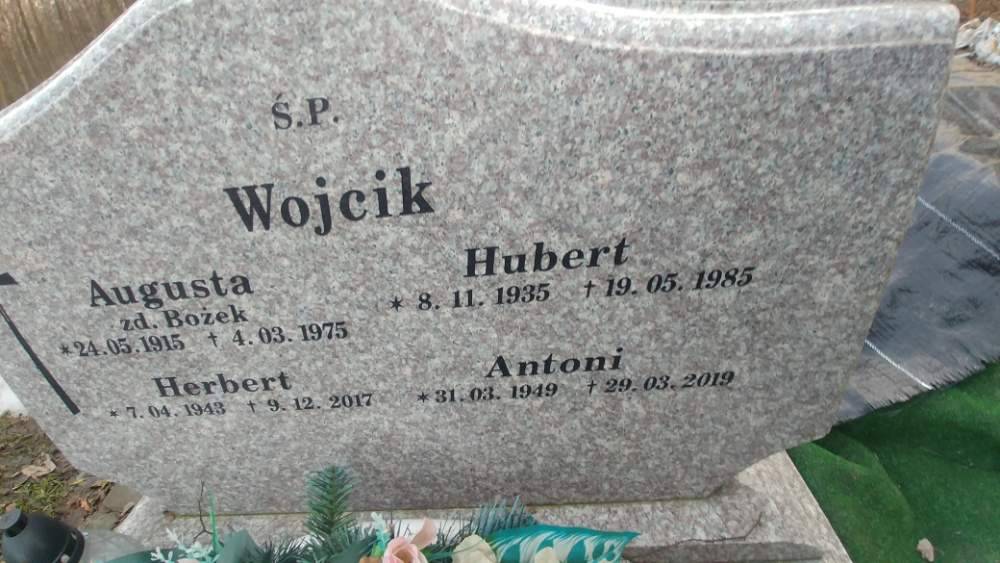 Ś.P.
Wojcik
Augusta
zd. Bożek
*24.05.1915 † 4.03.1975
Hubert
* 8. 11. 1935 † 19. 05. 1985
Herbert
* 7. 04. 1943 † 9. 12. 2017
Antoni
*31. 03. 1949 † 29. 03. 2019